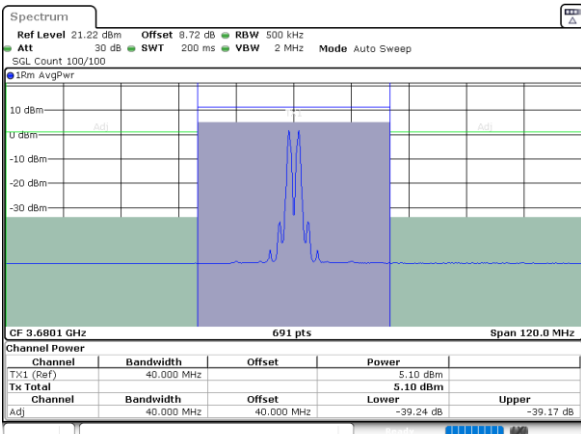 Spectrum
Ref Level 21.22 dBm Offset 8.72 dB RBW 500 kHz
Att 30 dB SWT 200 ms VBW 2 MHz Mode Auto Sweep
SGL Count 100/100
1Rm AvgPwr
10 dBm
Adj Adj
0 dBm
-10 dBm
-20 dBm
-30 dBm
CF 3.6801 GHz 691 pts Span 120.0 MHz
Channel Power
Channel Bandwidth Offset Power
TX1 (Ref) 40.000 MHz 5.10 dBm
Tx Total 5.10 dBm
Channel Bandwidth Offset Lower Upper
Adj 40.000 MHz 40.000 MHz -39.24 dB -39.17 dB